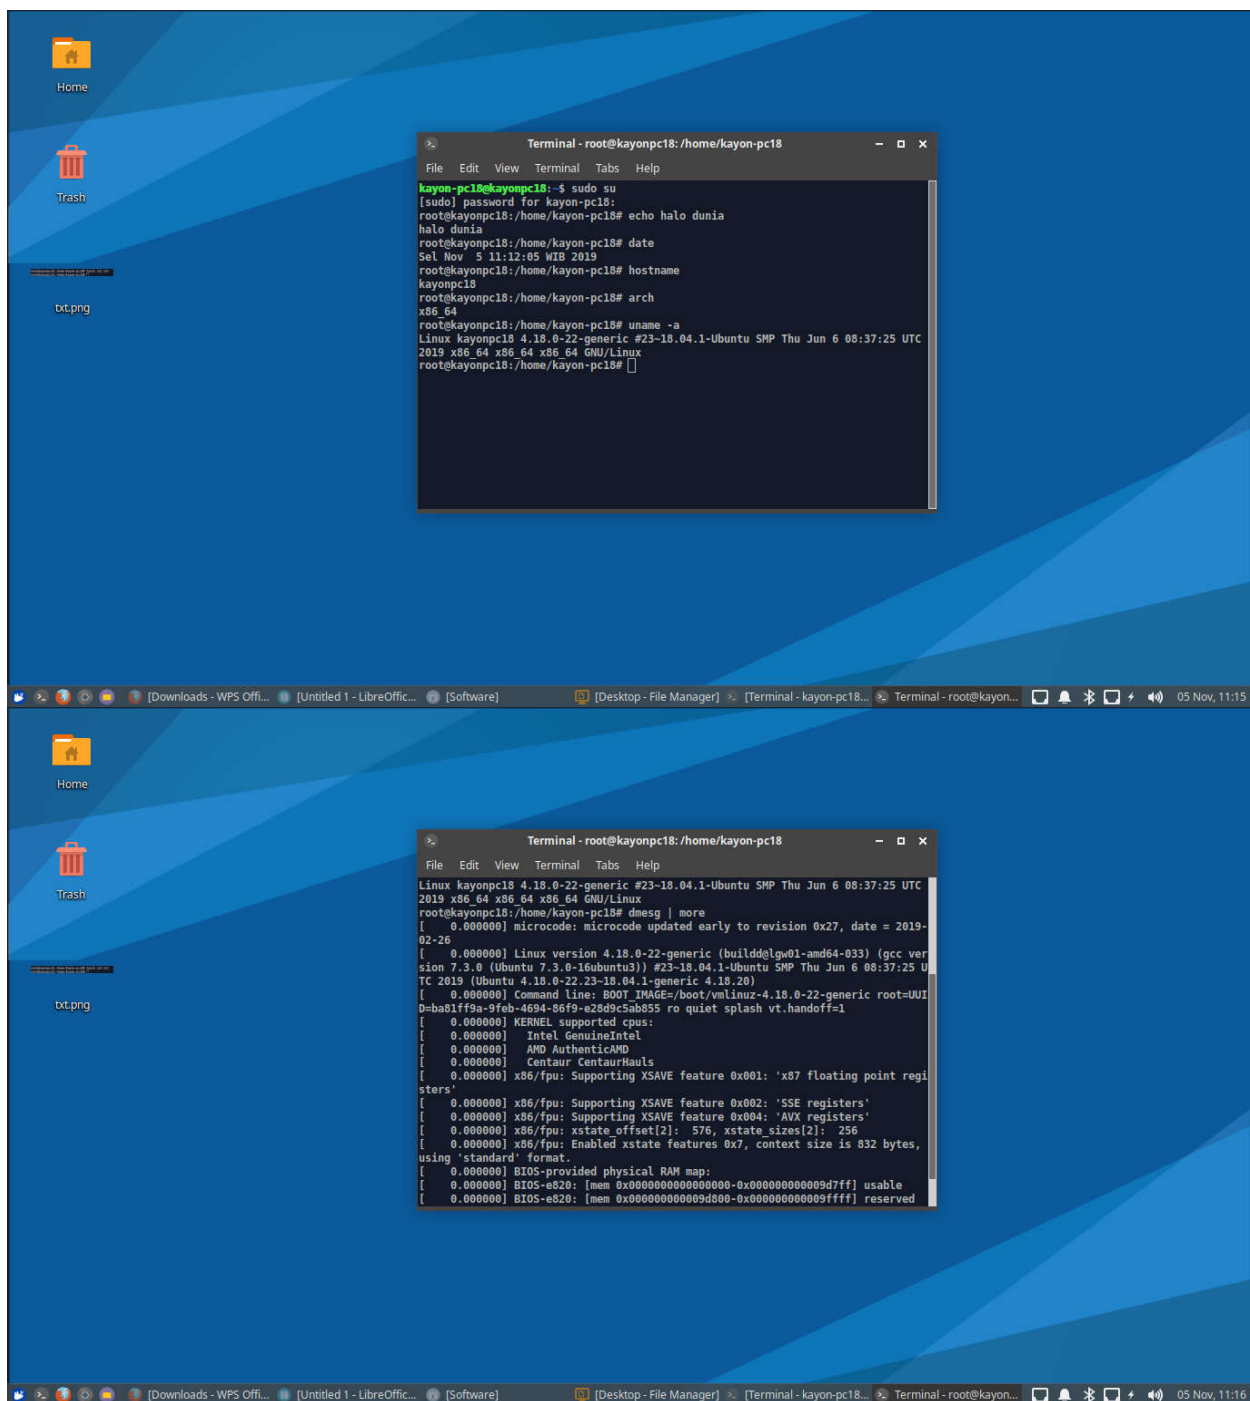 Home
Trash
txt.png
Terminal - root@kayonpc18: /home/kayon-pc18
File Edit View Terminal Tabs Help
kayon-pc18@kayonpc18:~$ sudo su
[sudo] password for kayon-pc18:
root@kayonpc18:/home/kayon-pc18# echo halo dunia
halo dunia
root@kayonpc18:/home/kayon-pc18# date
Sel Nov  5 11:12:05 WIB 2019
root@kayonpc18:/home/kayon-pc18# hostname
kayonpc18
root@kayonpc18:/home/kayon-pc18# arch
x86_64
root@kayonpc18:/home/kayon-pc18# uname -a
Linux kayonpc18 4.18.0-22-generic #23~18.04.1-Ubuntu SMP Thu Jun 6 08:37:25 UTC
2019 x86_64 x86_64 x86_64 GNU/Linux
root@kayonpc18:/home/kayon-pc18#
[Downloads - WPS Offi... [Untitled 1 - LibreOffic... [Software] [Desktop - File Manager] [Terminal - kayon-pc18... Terminal - root@kayon... 05 Nov, 11:15
Home
Trash
txt.png
Terminal - root@kayonpc18: /home/kayon-pc18
File Edit View Terminal Tabs Help
Linux kayonpc18 4.18.0-22-generic #23~18.04.1-Ubuntu SMP Thu Jun 6 08:37:25 UTC
2019 x86_64 x86_64 x86_64 GNU/Linux
root@kayonpc18:/home/kayon-pc18# dmesg | more
[    0.000000] microcode: microcode updated early to revision 0x27, date = 2019-
02-26
[    0.000000] Linux version 4.18.0-22-generic (buildd@lgw01-amd64-033) (gcc ver
sion 7.3.0 (Ubuntu 7.3.0-16ubuntu3)) #23~18.04.1-Ubuntu SMP Thu Jun 6 08:37:25 U
TC 2019 (Ubuntu 4.18.0-22.23~18.04.1-generic 4.18.20)
[    0.000000] Command line: BOOT_IMAGE=/boot/vmlinuz-4.18.0-22-generic root=UUI
D=ba81ff9a-9feb-4694-86f9-e28d9c5ab855 ro quiet splash vt.handoff=1
[    0.000000] KERNEL supported cpus:
[    0.000000]   Intel GenuineIntel
[    0.000000]   AMD AuthenticAMD
[    0.000000]   Centaur CentaurHauls
[    0.000000] x86/fpu: Supporting XSAVE feature 0x001: 'x87 floating point regi
sters'
[    0.000000] x86/fpu: Supporting XSAVE feature 0x002: 'SSE registers'
[    0.000000] x86/fpu: Supporting XSAVE feature 0x004: 'AVX registers'
[    0.000000] x86/fpu: xstate_offset[2]:  576, xstate_sizes[2]:  256
[    0.000000] x86/fpu: Enabled xstate features 0x7, context size is 832 bytes,
using 'standard' format.
[    0.000000] BIOS-provided physical RAM map:
[    0.000000] BIOS-e820: [mem 0x0000000000000000-0x000000000009d7ff] usable
[    0.000000] BIOS-e820: [mem 0x000000000009d800-0x000000000009ffff] reserved
[Downloads - WPS Offi... [Untitled 1 - LibreOffic... [Software] [Desktop - File Manager] [Terminal - kayon-pc18... Terminal - root@kayon... 05 Nov, 11:16